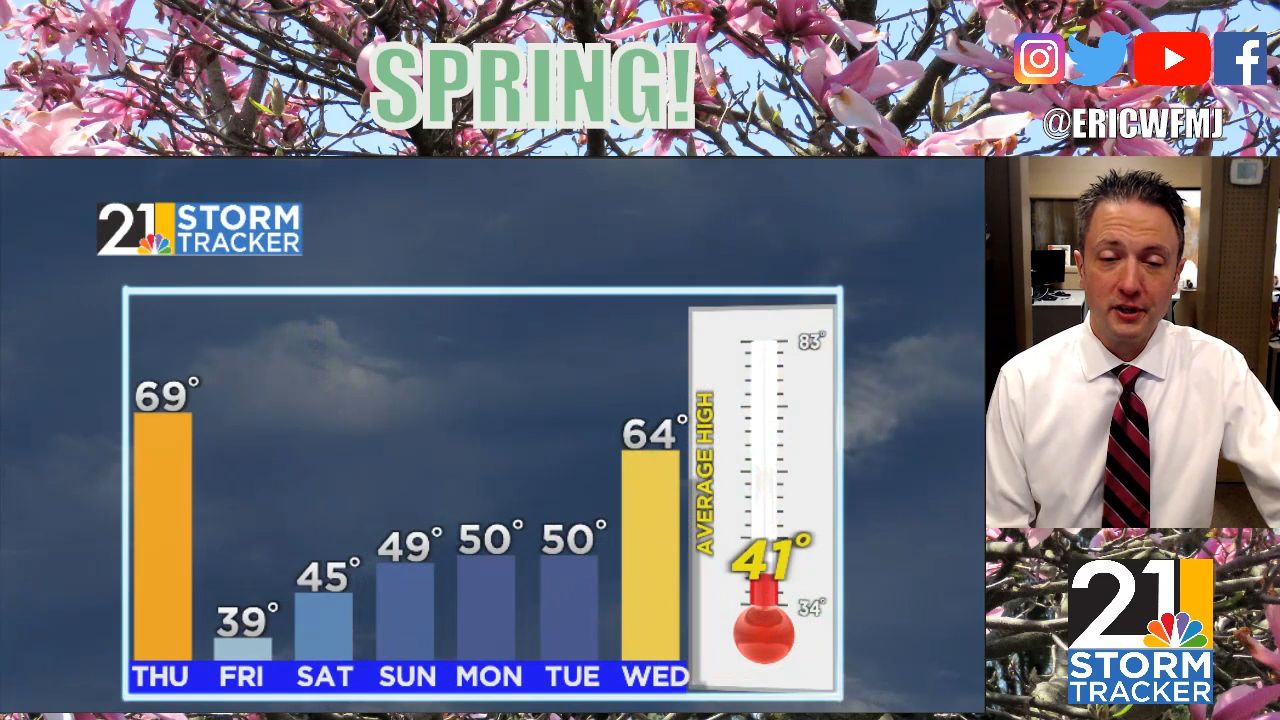 SPRING!
@ERICWFMJ
21 STORM
TRACKER
69°
39°
45°
49°
50°
50°
64°
THU FRI SAT SUN MON TUE WED
AVERAGE HIGH
83°
41°
34°
21
STORM
TRACKER